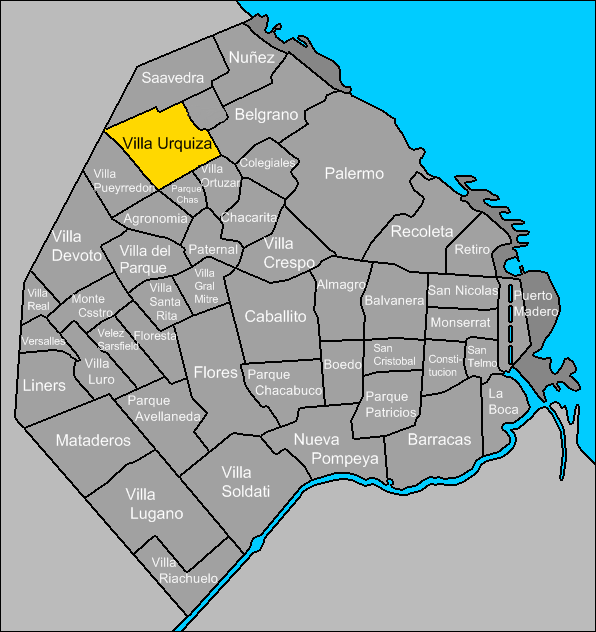 Nuñez
Saavedra
Belgrano
Villa Urquiza
Colegiales
Villa
Ortuzar
Villa
Pueyrredon
Parque
Chas
Palermo
Agronomia
Chacarita
Recoleta
Villa
Devoto
Villa del
Parque
Paternal
Villa
Crespo
Retiro
Villa
Real
Monte
Csstro
Villa
Santa
Rita
Villa
Gral
Mitre
Almagro
Balvanera
San Nicolas
Puerto
Madero
Caballito
Monserrat
Versalles
Velez
Sarsfield
Floresta
San
Cristobal
Consti-
tucion
San
Telmo
Liners
Villa
Luro
Flores
Parque
Chacabuco
Boedo
Parque
Avellaneda
Parque
Patricios
La
Boca
Mataderos
Nueva
Pompeya
Barracas
Villa
Soldati
Villa
Lugano
Villa
Riachuelo